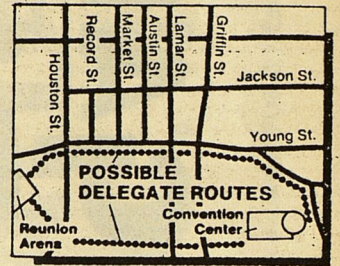 Houston St.
Record St.
Market St.
Austin St.
Lamar St.
Griffin St.
Jackson St.
Young St.
POSSIBLE
DELEGATE ROUTES
Reunion
Arena
Convention
Center